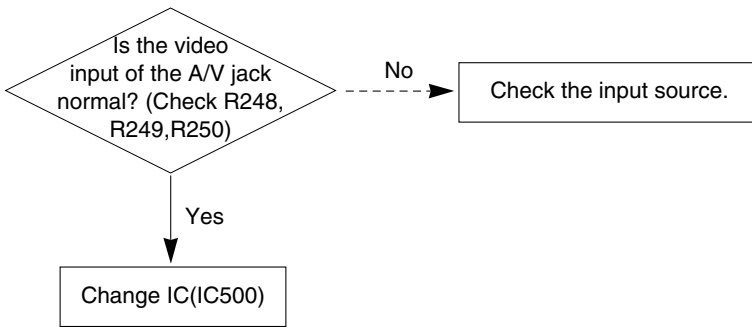 Is the video
input of the A/V jack
normal? (Check R248,
R249,R250)
No
Check the input source.
Yes
Change IC(IC500)